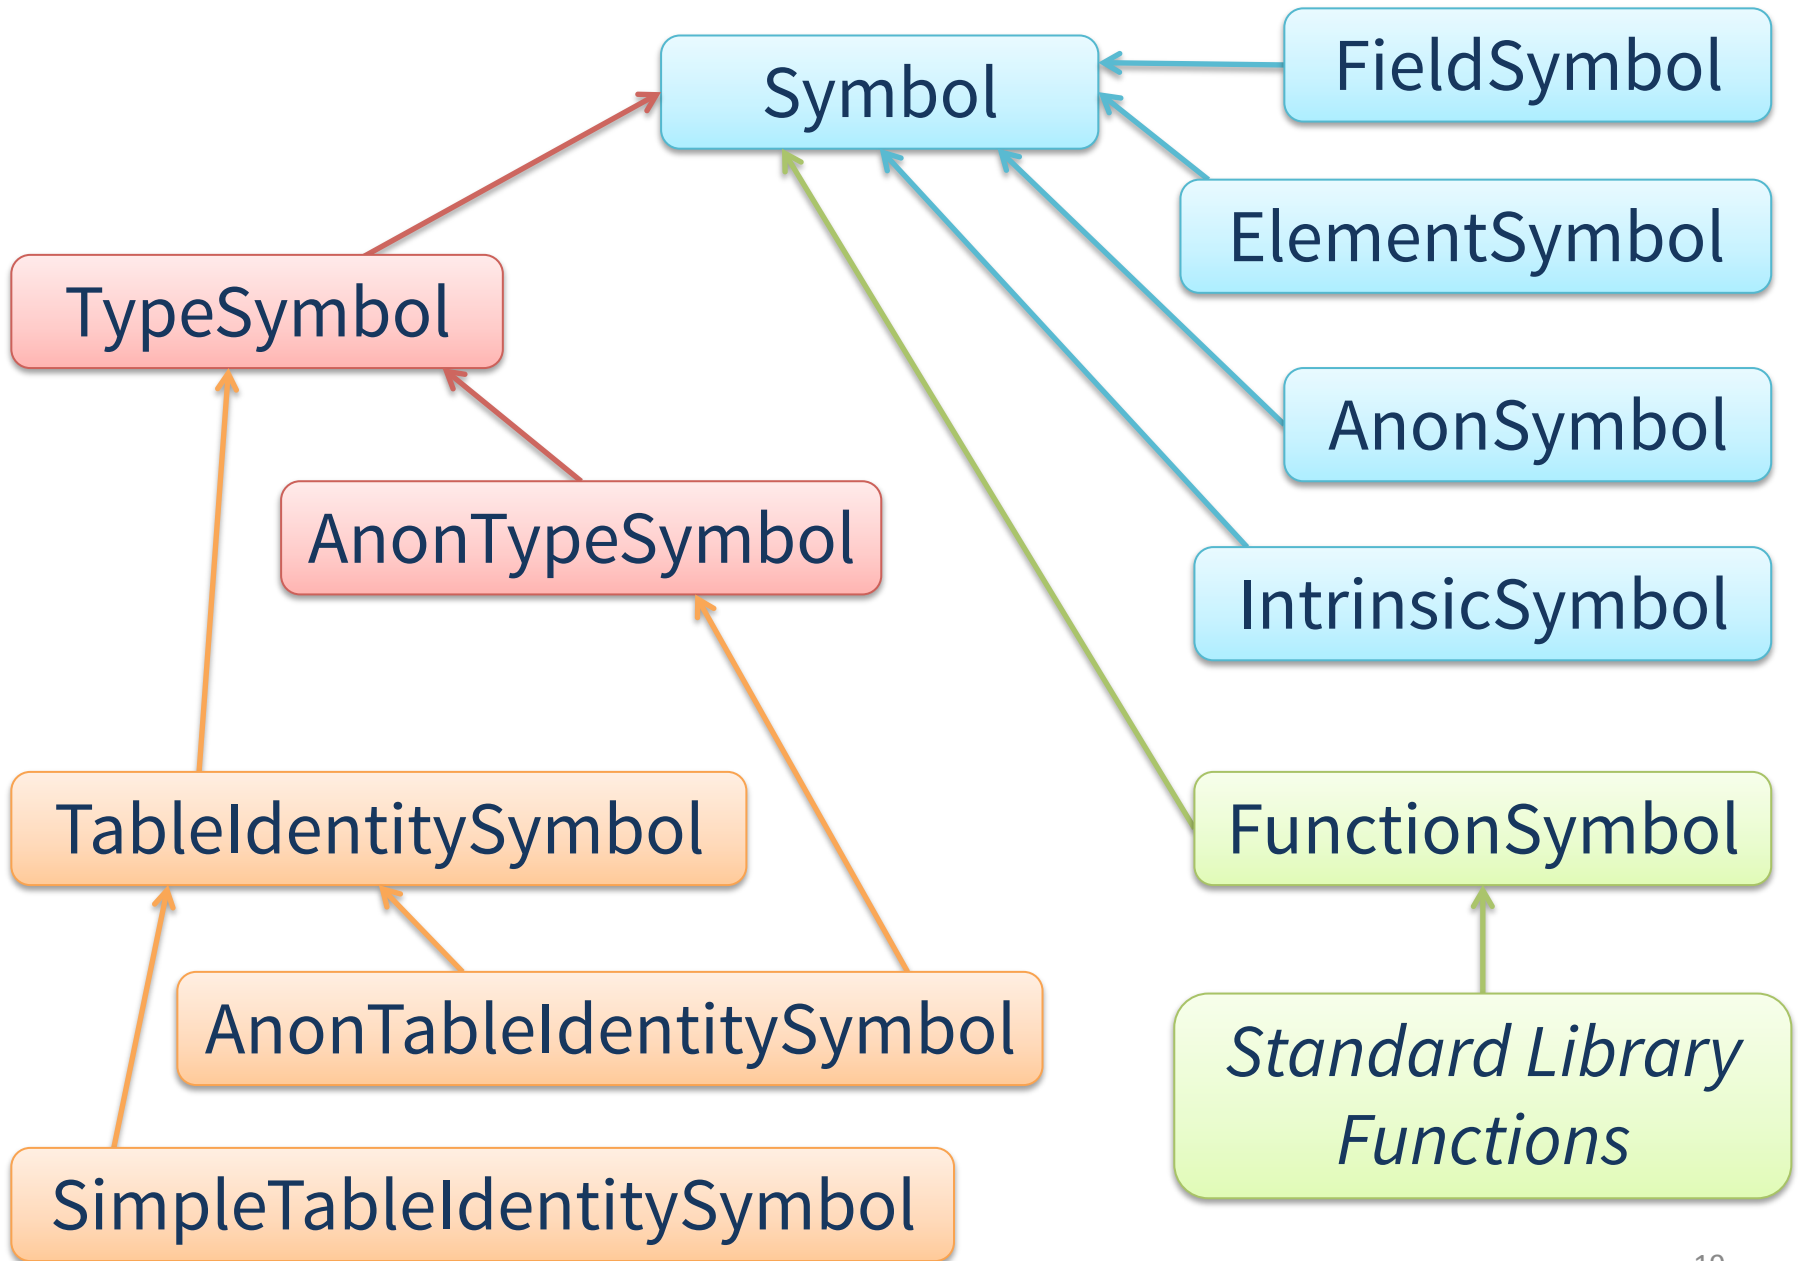 Symbol
FieldSymbol
ElementSymbol
TypeSymbol
AnonSymbol
AnonTypeSymbol
IntrinsicSymbol
TableIdentitySymbol
FunctionSymbol
AnonTableIdentitySymbol
Standard Library
Functions
SimpleTableIdentitySymbol